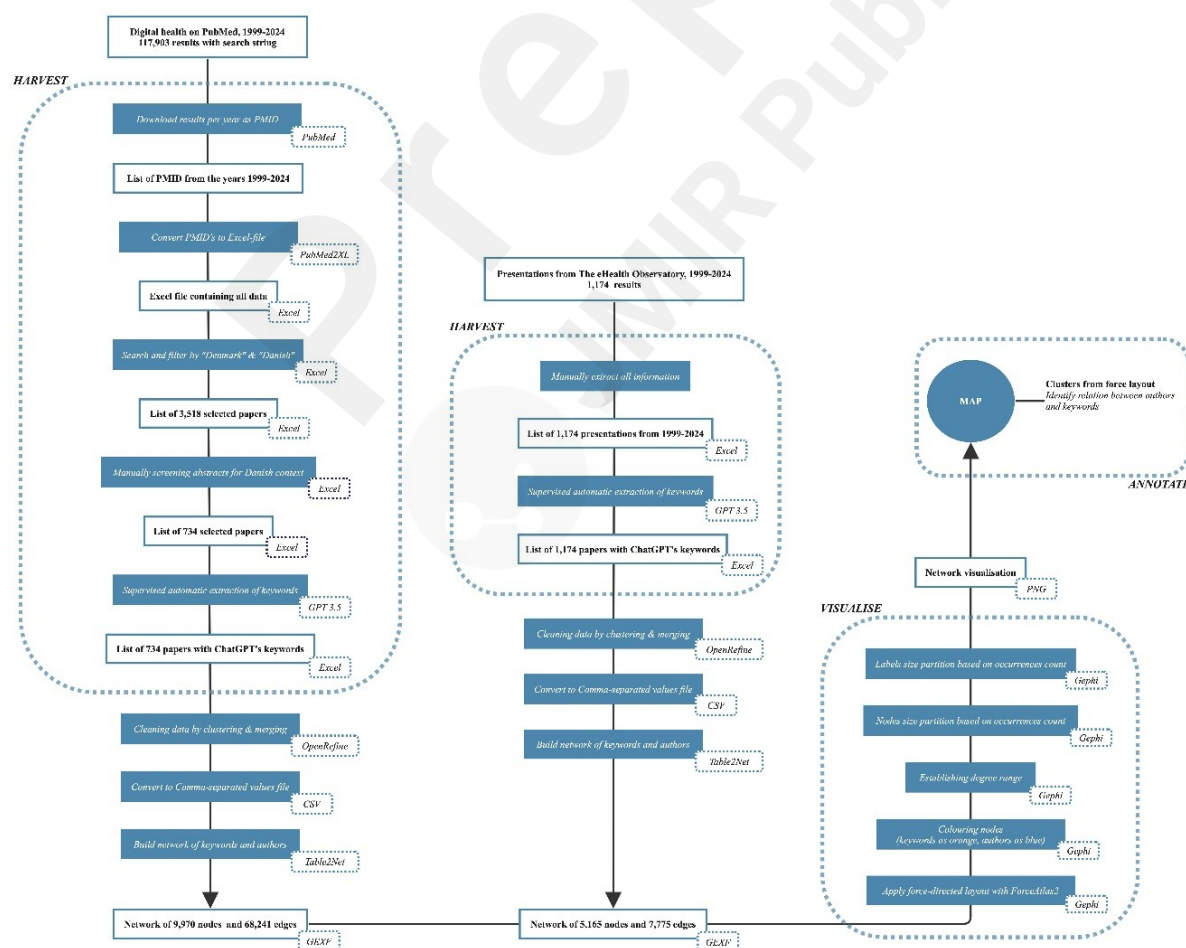 Digital health on PubMed, 1999-2024
117,903 results with search string
HARVEST
Download results per year as PMID
PubMed
List of PMID from the years 1999-2024
Convert PMID's to Excel-file
PubMed2XL
Excel file containing all data
Excel
Search and filter by "Denmark" & "Danish"
Excel
List of 3,518 selected papers
Excel
Manually screening abstracts for Danish context
Excel
List of 734 selected papers
Excel
Supervised automatic extraction of keywords
GPT 3.5
List of 734 papers with ChatGPT's keywords
Excel
Cleaning data by clustering & merging
OpenRefine
Convert to Comma-separated values file
CSV
Build network of keywords and authors
Table2Net
Network of 9,970 nodes and 68,241 edges
GEXF
Presentations from The eHealth Observatory, 1999-2024
1,174 results
HARVEST
Manually extract all information
List of 1,174 presentations from 1999-2024
Excel
Supervised automatic extraction of keywords
GPT 3.5
List of 1,174 papers with ChatGPT's keywords
Excel
Cleaning data by clustering & merging
OpenRefine
Convert to Comma-separated values file
CSV
Build network of keywords and authors
Table2Net
Network of 5,165 nodes and 7,775 edges
GEXF
MAP
Clusters from force layout
Identify relation between authors
and keywords
ANNOTATE
Network visualisation
PNG
VISUALISE
Labels size partition based on occurrences count
Gephi
Nodes size partition based on occurrences count
Gephi
Establishing degree range
Gephi
Colouring nodes
(keywords as orange, authors as blue)
Gephi
Apply force-directed layout with ForceAtlas2
Gephi
Prep
JMIR Publ